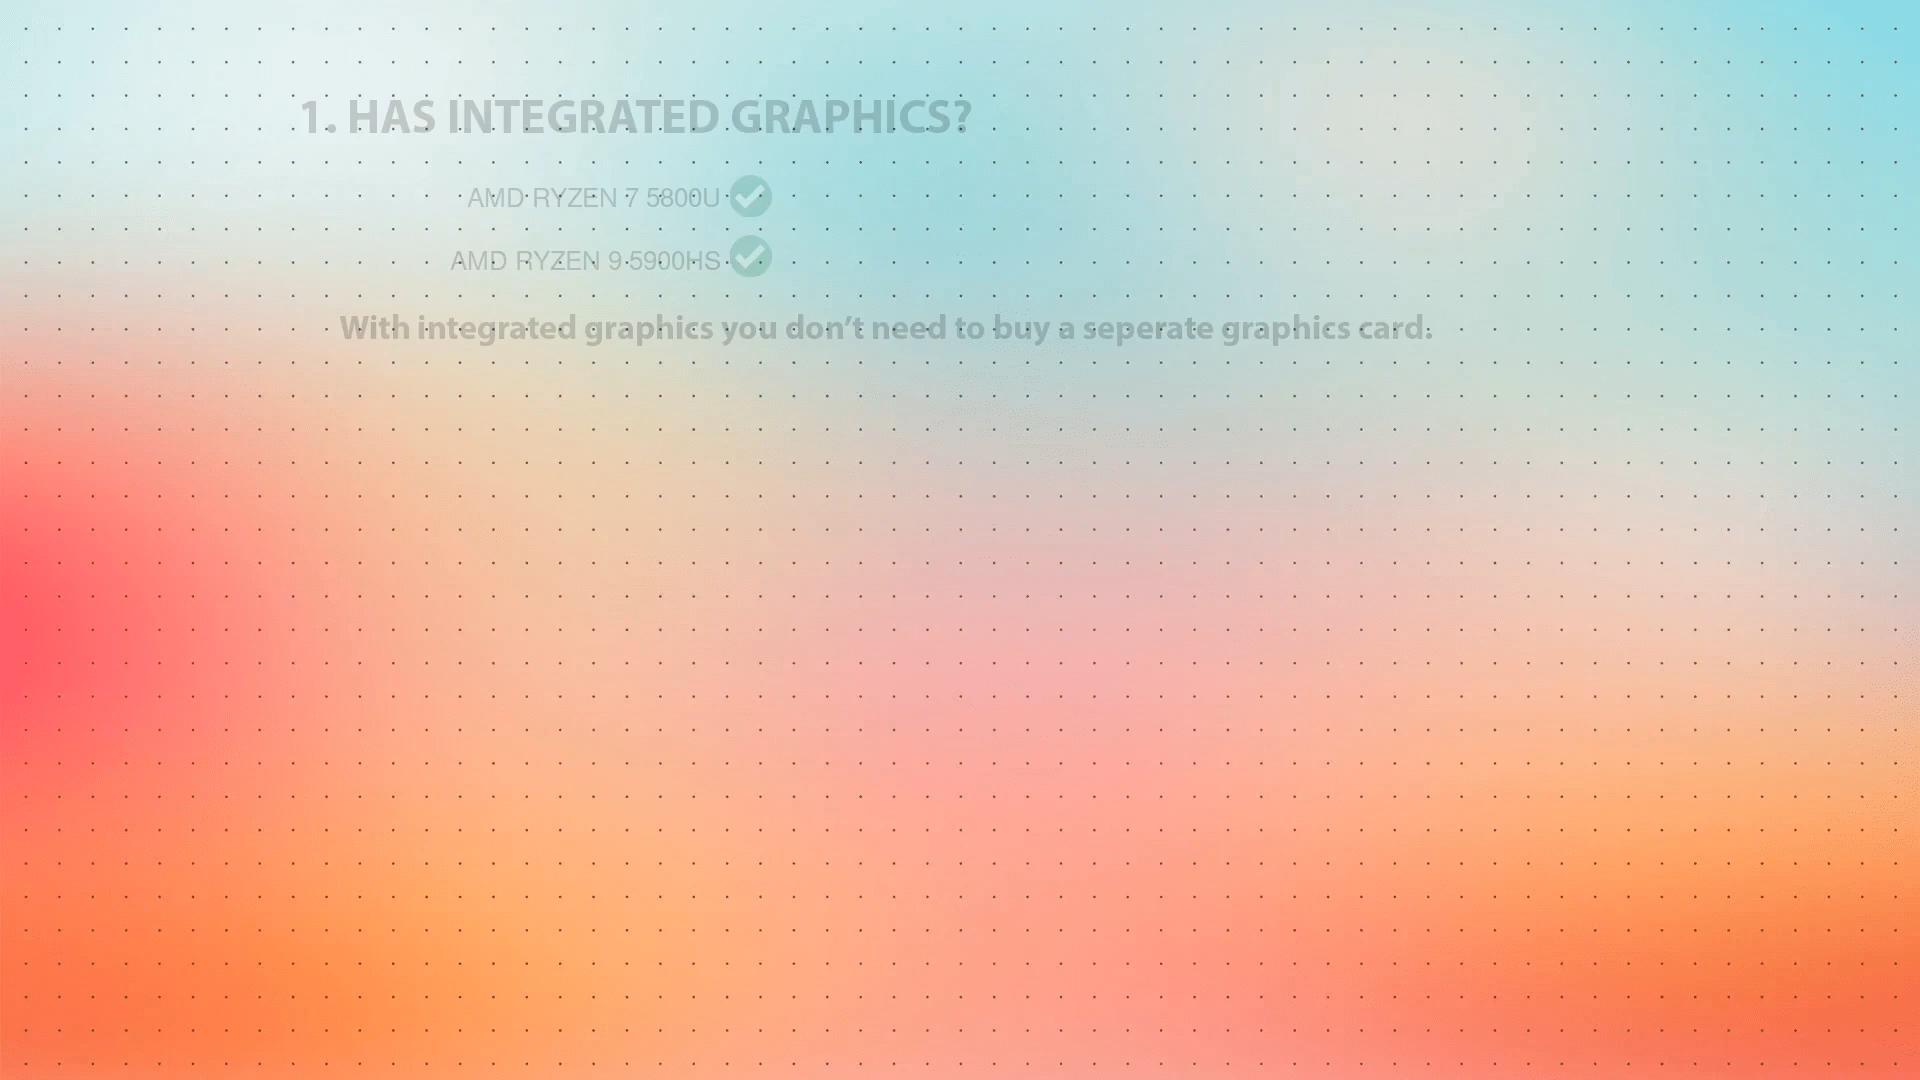 1. HAS INTEGRATED GRAPHICS?
AMD RYZEN 7 5800U
AMD RYZEN 9 5900HS
With integrated graphics you don’t need to buy a seperate graphics card.